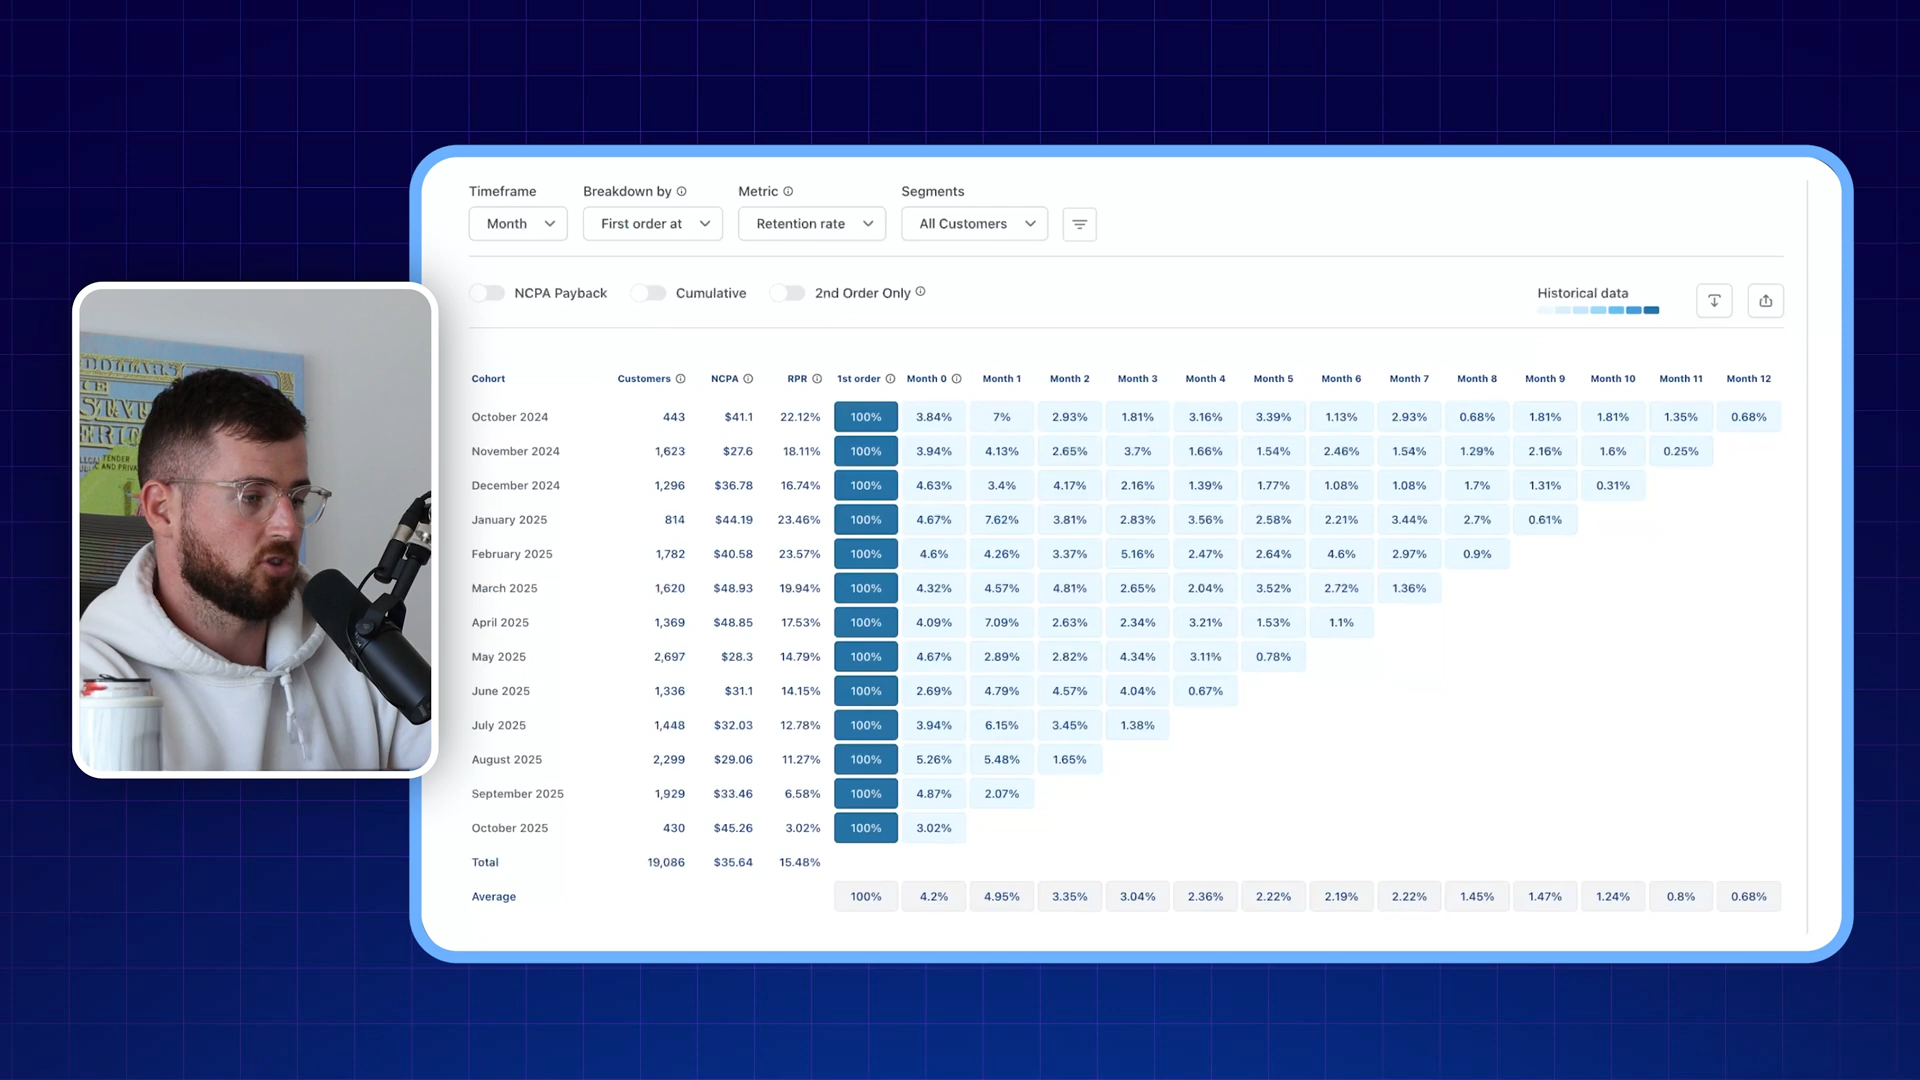 Timeframe Breakdown by Metric Segments
Month First order at Retention rate All Customers
NCPA Payback Cumulative 2nd Order Only Historical data
Cohort Customers NCPA RPR 1st order Month 0 Month 1 Month 2 Month 3 Month 4 Month 5 Month 6 Month 7 Month 8 Month 9 Month 10 Month 11 Month 12
October 2024 443 $41.1 22.12% 100% 3.84% 7% 2.93% 1.81% 3.16% 3.39% 1.13% 2.93% 0.68% 1.81% 1.81% 1.35% 0.68%
November 2024 1,623 $27.6 18.11% 100% 3.94% 4.13% 2.65% 3.7% 1.66% 1.54% 2.46% 1.54% 1.29% 2.16% 1.6% 0.25%
December 2024 1,296 $36.78 16.74% 100% 4.63% 3.4% 4.17% 2.16% 1.39% 1.77% 1.08% 1.08% 1.7% 1.31% 0.31%
January 2025 814 $44.19 23.46% 100% 4.67% 7.62% 3.81% 2.83% 3.56% 2.58% 2.21% 3.44% 2.7% 0.61%
February 2025 1,782 $40.58 23.57% 100% 4.6% 4.26% 3.37% 5.16% 2.47% 2.64% 4.6% 2.97% 0.9%
March 2025 1,620 $48.93 19.94% 100% 4.32% 4.57% 4.81% 2.65% 2.04% 3.52% 2.72% 1.36%
April 2025 1,369 $48.85 17.53% 100% 4.09% 7.09% 2.63% 2.34% 3.21% 1.53% 1.1%
May 2025 2,697 $28.3 14.79% 100% 4.67% 2.89% 2.82% 4.34% 3.11% 0.78%
June 2025 1,336 $31.1 14.15% 100% 2.69% 4.79% 4.57% 4.04% 0.67%
July 2025 1,448 $32.03 12.78% 100% 3.94% 6.15% 3.45% 1.38%
August 2025 2,299 $29.06 11.27% 100% 5.26% 5.48% 1.65%
September 2025 1,929 $33.46 6.58% 100% 4.87% 2.07%
October 2025 430 $45.26 3.02% 100% 3.02%
Total 19,086 $35.64 15.48%
Average 100% 4.2% 4.95% 3.35% 3.04% 2.36% 2.22% 2.19% 2.22% 1.45% 1.47% 1.24% 0.8% 0.68%
DOLLARS
TENDER